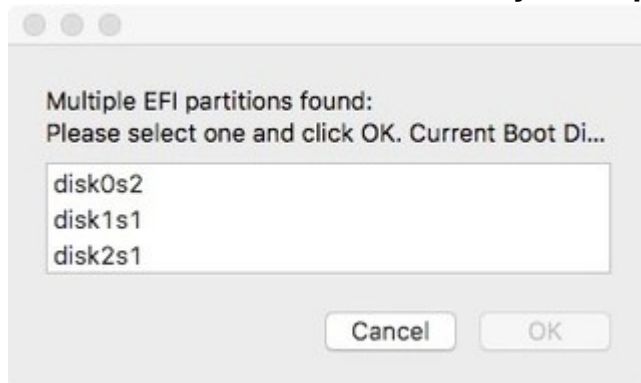 Multiple EFI partitions found:
Please select one and click OK. Current Boot Di...
disk0s2
disk1s1
disk2s1
Cancel OK